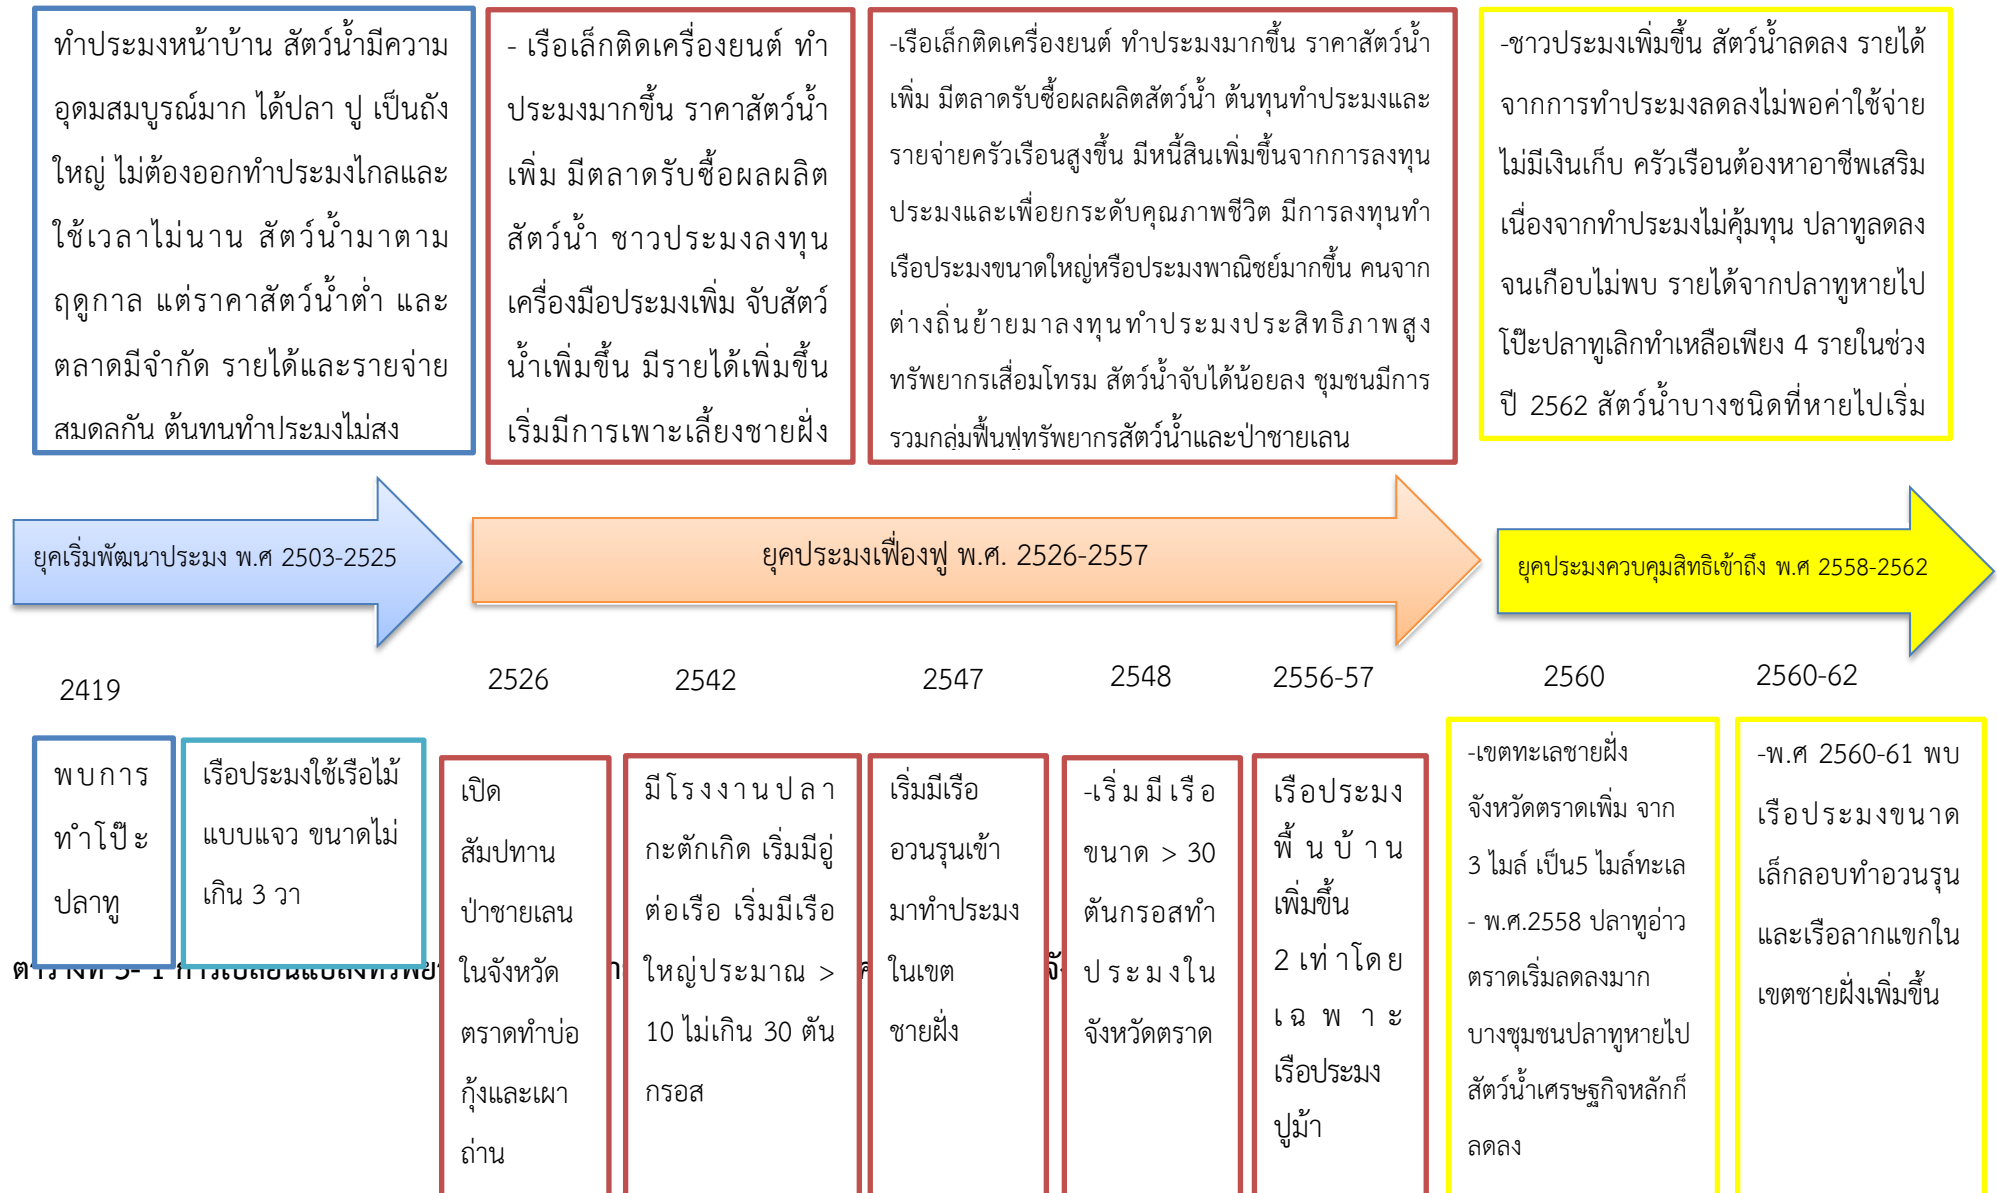 ทำประมงหน้าบ้าน สัตว์น้ำมีความ
อุดมสมบูรณ์มาก ได้ปลา ปู เป็นถัง
ใหญ่ ไม่ต้องออกทำประมงไกลและ
ใช้เวลาไม่นาน สัตว์น้ำมาตาม
ฤดูกาล แต่ราคาสัตว์น้ำต่ำ และ
ตลาดมีจำกัด รายได้และรายจ่าย
สมดุลกัน ต้นทุนทำประมงไม่สูง
- เรือเล็กติดเครื่องยนต์ ทำ
ประมงมากขึ้น ราคาสัตว์น้ำ
เพิ่ม มีตลาดรับซื้อผลผลิต
สัตว์น้ำ ชาวประมงลงทุน
เครื่องมือประมงเพิ่ม จับสัตว์
น้ำเพิ่มขึ้น มีรายได้เพิ่มขึ้น
เริ่มมีการเพาะเลี้ยงชายฝั่ง
-เรือเล็กติดเครื่องยนต์ ทำประมงมากขึ้น ราคาสัตว์น้ำ
เพิ่ม มีตลาดรับซื้อผลผลิตสัตว์น้ำ ต้นทุนทำประมงและ
รายจ่ายครัวเรือนสูงขึ้น มีหนี้สินเพิ่มขึ้นจากการลงทุน
ประมงและเพื่อยกระดับคุณภาพชีวิต มีการลงทุนทำ
เรือประมงขนาดใหญ่หรือประมงพาณิชย์มากขึ้น คนจาก
ต่างถิ่นย้ายมาลงทุนทำประมงประสิทธิภาพสูง
ทรัพยากรเสื่อมโทรม สัตว์น้ำจับได้น้อยลง ชุมชนมีการ
รวมกลุ่มฟื้นฟูทรัพยากรสัตว์น้ำและป่าชายเลน
-ชาวประมงเพิ่มขึ้น สัตว์น้ำลดลง รายได้
จากการทำประมงลดลงไม่พอค่าใช้จ่าย
ไม่มีเงินเก็บ ครัวเรือนต้องหาอาชีพเสริม
เนื่องจากทำประมงไม่คุ้มทุน ปลาทูลดลง
จนเกือบไม่พบ รายได้จากปลาทูหายไป
โป๊ะปลาทูเลิกทำเหลือเพียง 4 รายในช่วง
ปี 2562 สัตว์น้ำบางชนิดที่หายไปเริ่ม
ยุคเริ่มพัฒนาประมง พ.ศ 2503-2525
ยุคประมงเฟื่องฟู พ.ศ. 2526-2557
ยุคประมงควบคุมสิทธิเข้าถึง พ.ศ 2558-2562
2419
2526
2542
2547
2548
2556-57
2560
2560-62
พบการ
ทำโป๊ะ
ปลาทู
เรือประมงใช้เรือไม้
แบบแจว ขนาดไม่
เกิน 3 วา
เปิด
สัมปทาน
ป่าชายเลน
ในจังหวัด
ตราดทำบ่อ
กุ้งและเผา
ถ่าน
มีโรงงานปลา
กะตักเกิด เริ่มมีอู่
ต่อเรือ เริ่มมีเรือ
ใหญ่ประมาณ >
10 ไม่เกิน 30 ตัน
กรอส
เริ่มมีเรือ
อวนรุนเข้า
มาทำประมง
ในเขต
ชายฝั่ง
-เริ่มมีเรือ
ขนาด > 30
ตันกรอสทำ
ประมงใน
จังหวัดตราด
เรือประมง
พื้นบ้าน
เพิ่มขึ้น
2 เท่าโดย
เฉพาะ
เรือประมง
ปูม้า
-เขตทะเลชายฝั่ง
จังหวัดตราดเพิ่ม จาก
3 ไมล์ เป็น5 ไมล์ทะเล
- พ.ศ.2558 ปลาทูอ่าว
ตราดเริ่มลดลงมาก
บางชุมชนปลาทูหายไป
สัตว์น้ำเศรษฐกิจหลักก็
ลดลง
-พ.ศ 2560-61 พบ
เรือประมงขนาด
เล็กลอบทำอวนรุน
และเรือลากแขกใน
เขตชายฝั่งเพิ่มขึ้น
ตารางที่ 3- 1 การเปลี่ยนแปลงทรัพยา